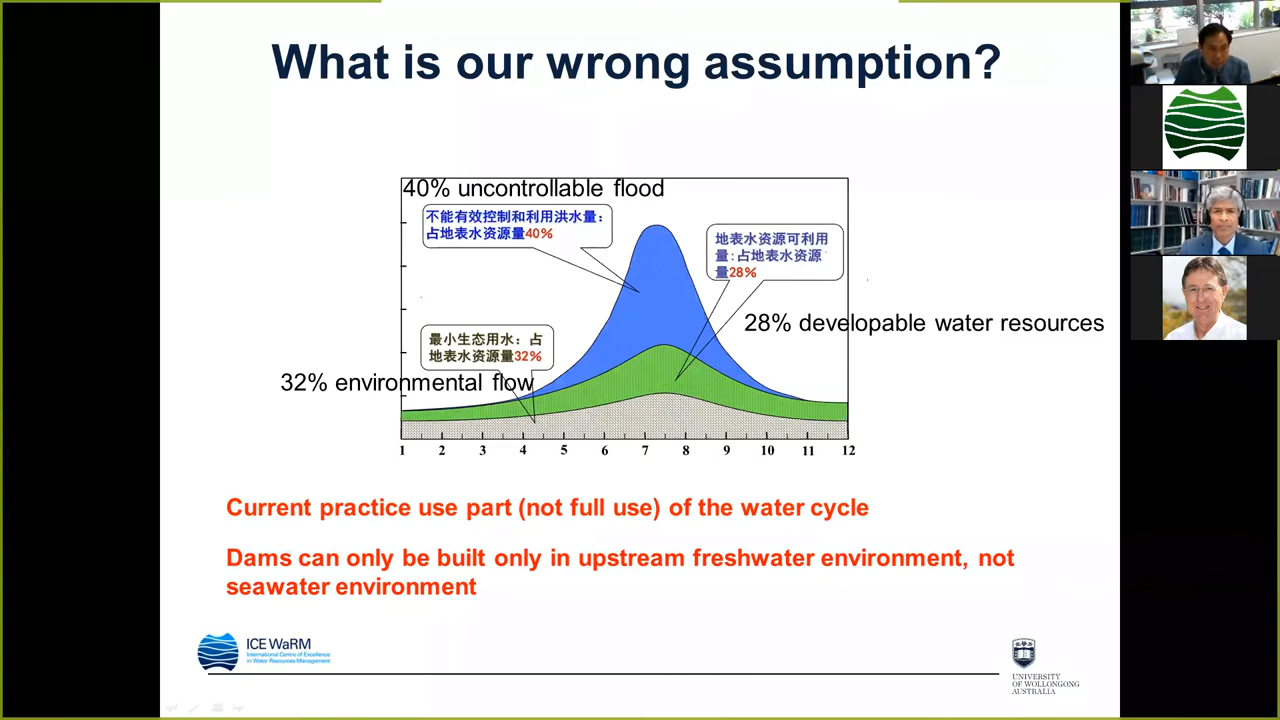 What is our wrong assumption?
40% uncontrollable flood
不能有效控制和利用洪水量：
占地表水资源量40%
地表水资源可利用
量：占地表水资源
量28%
28% developable water resources
最小生态用水：占
地表水资源量32%
32% environmental flow
1 2 3 4 5 6 7 8 9 10 11 12
Current practice use part (not full use) of the water cycle
Dams can only be built only in upstream freshwater environment, not
seawater environment
ICE WaRM
International Centre of Excellence
in Water Resources Management
UNIVERSITY
OF WOLLONGONG
AUSTRALIA